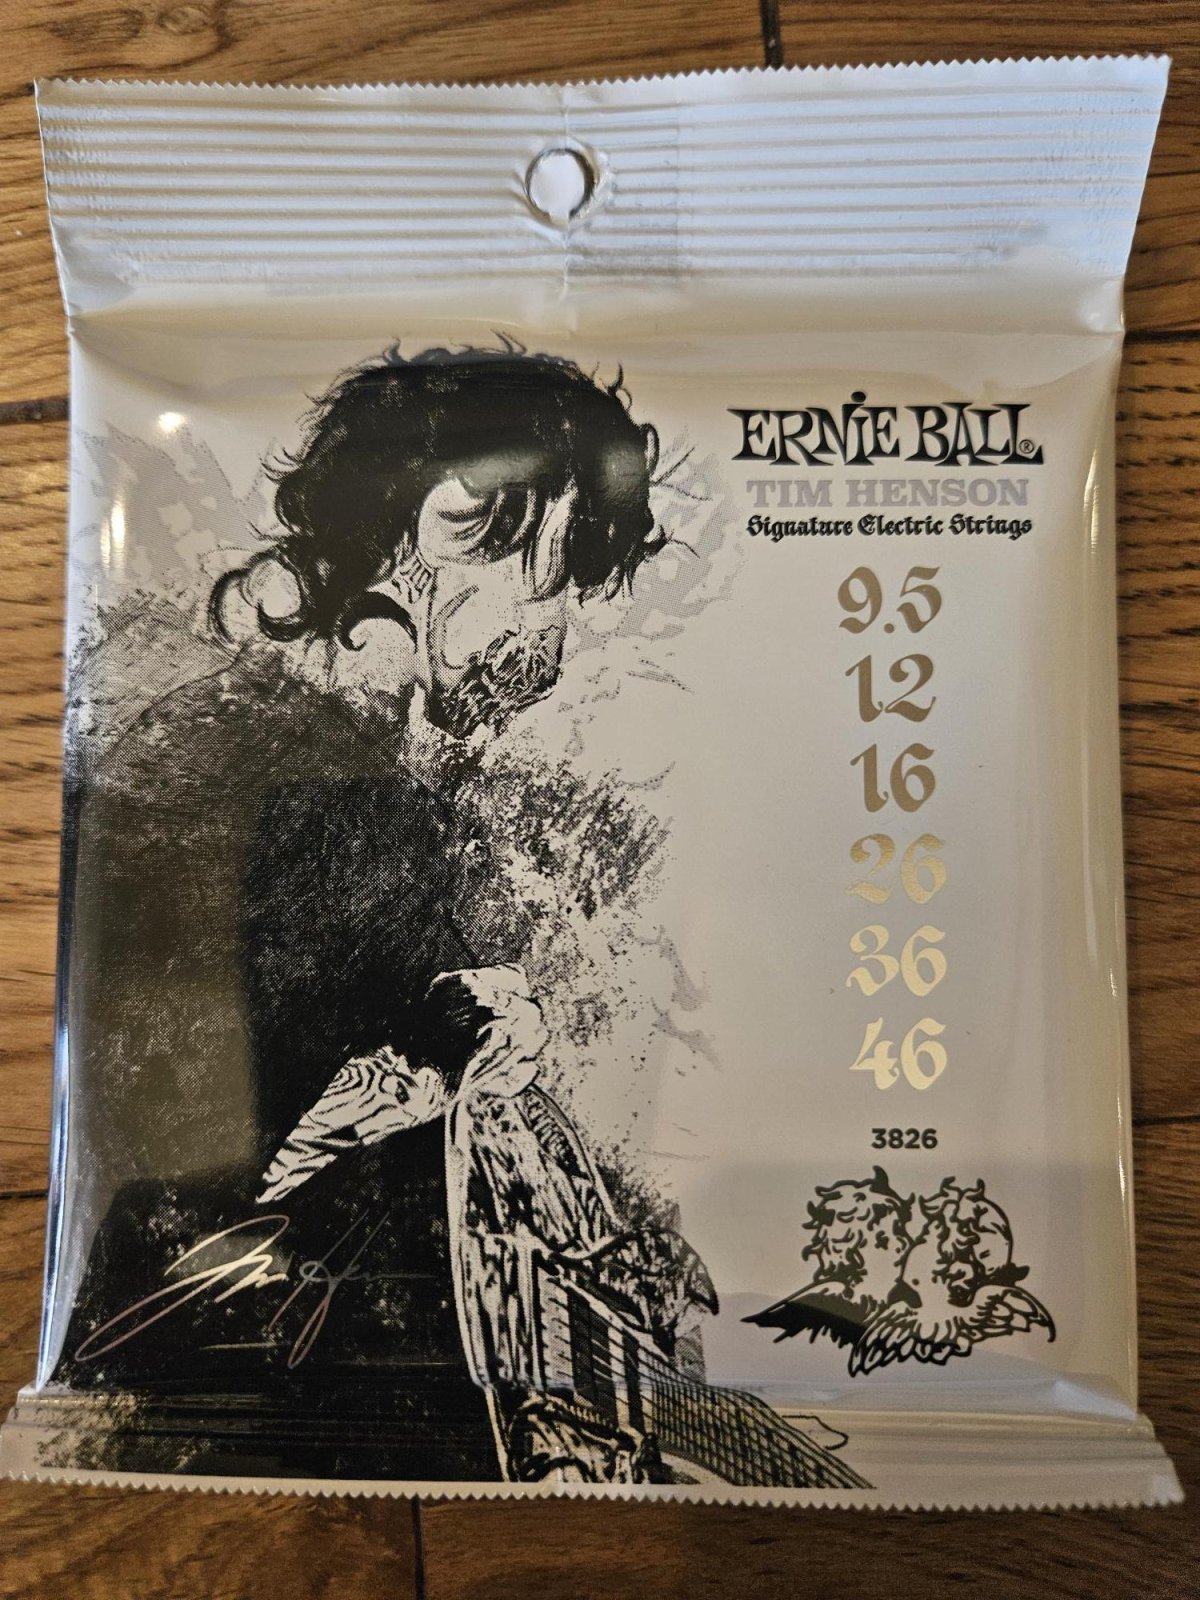 ERNIE BALL®
TIM HENSON
Signature Electric Strings
9.5
12
16
26
36
46
3826